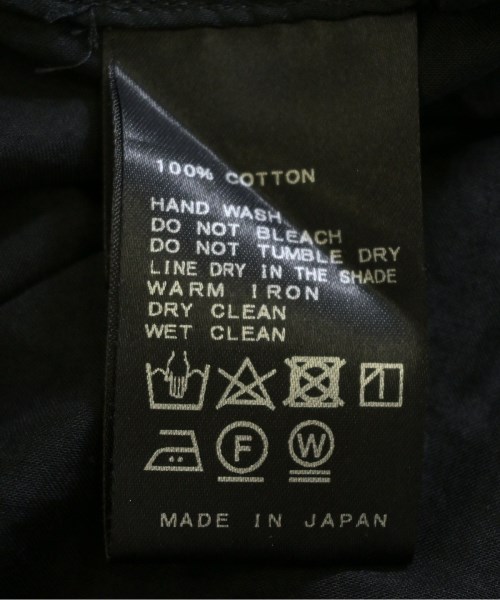 100% COTTON
HAND WASH
DO NOT BLEACH
DO NOT TUMBLE DRY
LINE DRY IN THE SHADE
WARM IRON
DRY CLEAN
WET CLEAN
F W
MADE IN JAPAN